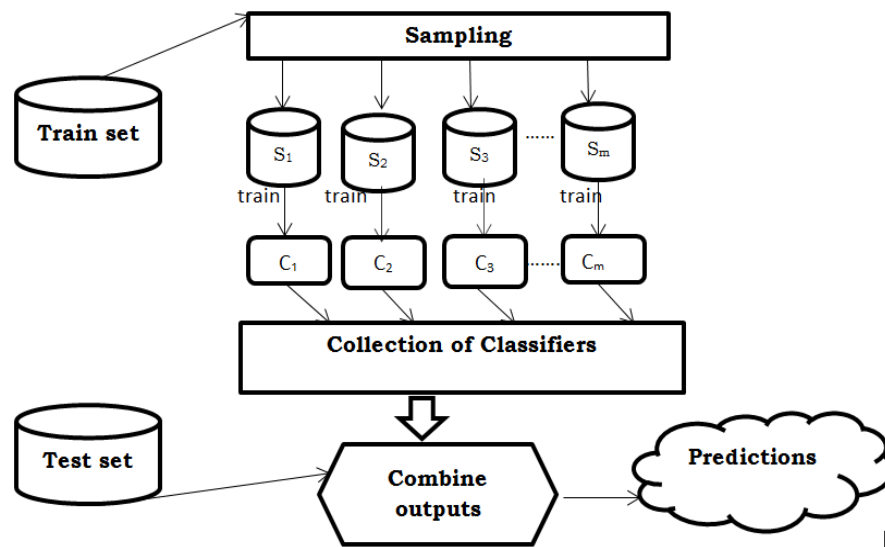 Sampling
Train set
S₁
S₂
S₃
......
Sₘ
train
train
train
train
C₁
C₂
C₃
.......
Cₘ
Collection of Classifiers
Test set
Combine
outputs
Predictions